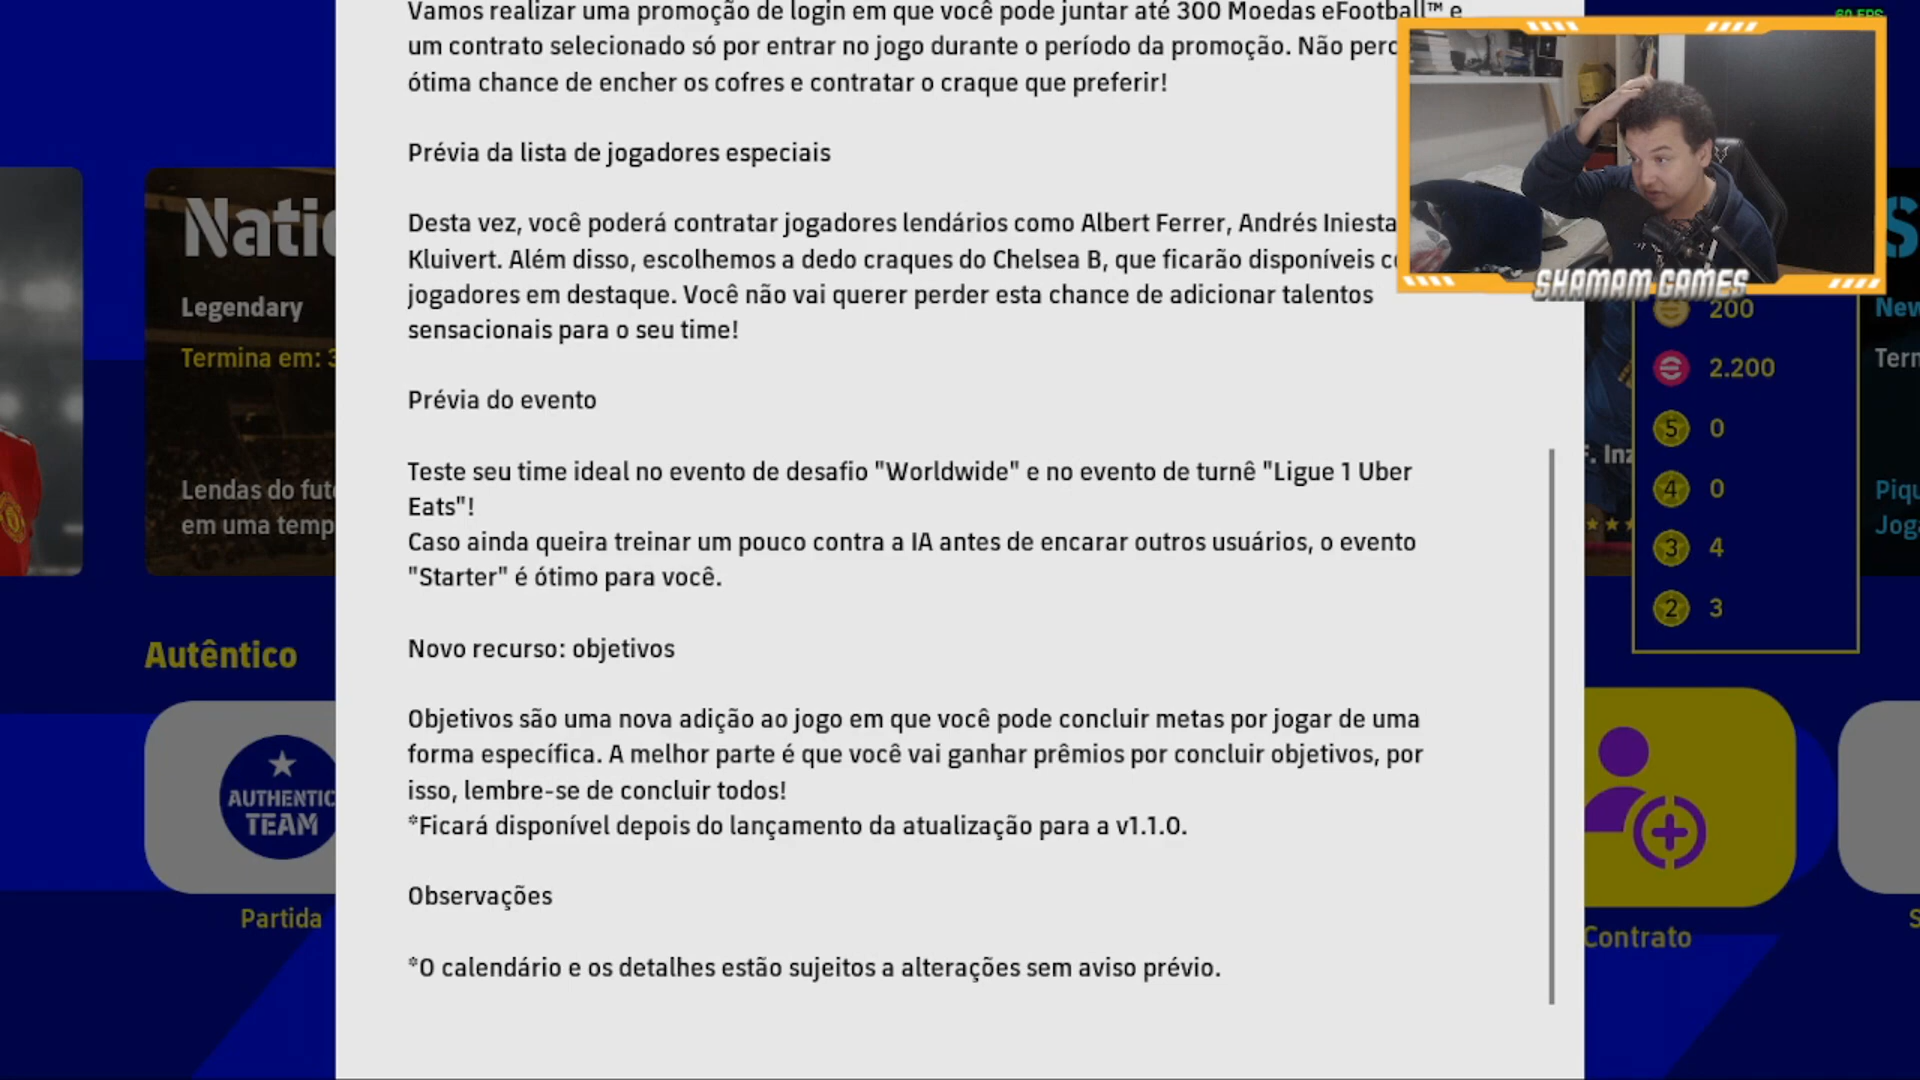 Vamos realizar uma promoção de login em que você pode juntar até 300 Moedas eFootball™ e
um contrato selecionado só por entrar no jogo durante o período da promoção. Não
ótima chance de encher os cofres e contratar o craque que preferir!
Prévia da lista de jogadores especiais
Desta vez, você poderá contratar jogadores lendários como Albert Ferrer, Andrés Iniesta
Kluivert. Além disso, escolhemos a dedo craques do Chelsea B, que ficarão disponíveis
jogadores em destaque. Você não vai querer perder esta chance de adicionar talentos
sensacionais para o seu time!
Prévia do evento
Teste seu time ideal no evento de desafio "Worldwide" e no evento de turnê "Ligue 1 Uber
Eats"!
Caso ainda queira treinar um pouco contra a IA antes de encarar outros usuários, o evento
"Starter" é ótimo para você.
Novo recurso: objetivos
Objetivos são uma nova adição ao jogo em que você pode concluir metas por jogar de uma
forma específica. A melhor parte é que você vai ganhar prêmios por concluir objetivos, por
isso, lembre-se de concluir todos!
*Ficará disponível depois do lançamento da atualização para a v1.1.0.
Observações
*O calendário e os detalhes estão sujeitos a alterações sem aviso prévio.
Natio
Legendary
Termina em: 3
Lendas do fut
em uma temp
Autêntico
AUTHENTIC
TEAM
Partida
60 FPS
SHAMAM GAMES
200
2.200
5 0
4 0
3 4
2 3
F. Inz
New
Term
Piqu
Joga
Contrato
S